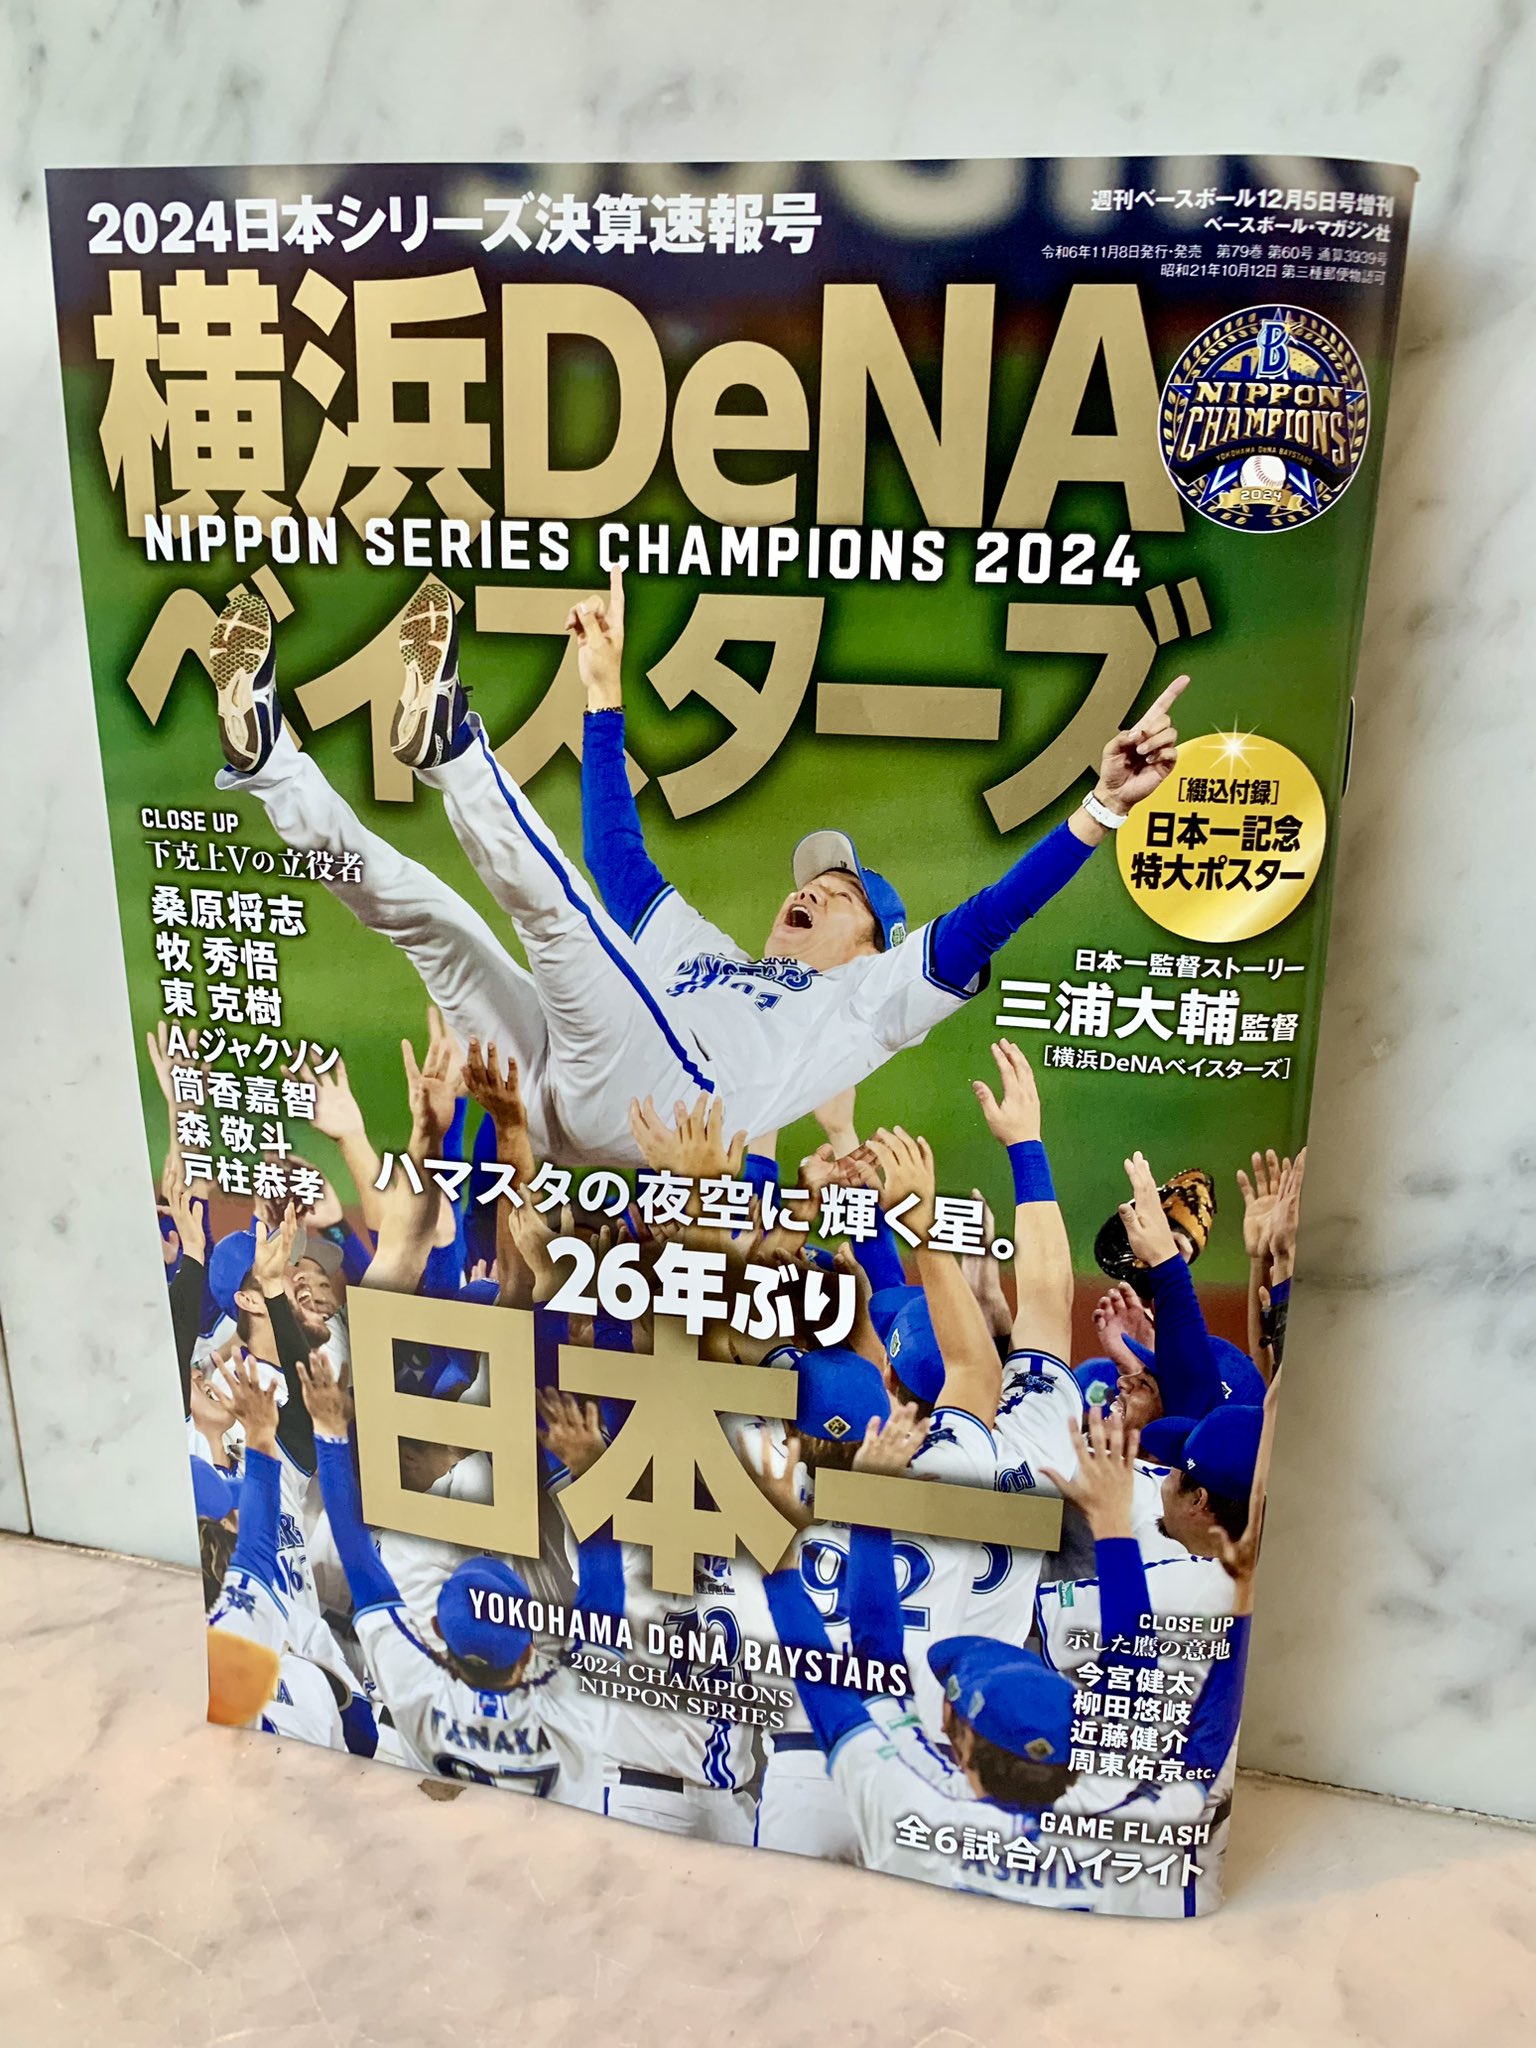 2024日本シリーズ決算速報号
週刊ベースボール12月5日号増刊
ベースボール・マガジン社
令和6年11月8日発行・発売 第79巻 第60号 通算3939号
昭和21年10月12日 第三種郵便物認可
横浜DeNA
NIPPON SERIES CHAMPIONS 2024
ベイスターズ
B
NIPPON
CHAMPIONS
YOKOHAMA DeNA BAYSTARS
2024
[綴込付録]
日本一記念
特大ポスター
CLOSE UP
下克上Vの立役者
桑原将志
牧 秀悟
東 克樹
A.ジャクソン
筒香嘉智
森 敬斗
戸柱恭孝
日本一監督ストーリー
三浦大輔監督
[横浜DeNAベイスターズ]
ハマスタの夜空に輝く星。
26年ぶり
日本一
YOKOHAMA DeNA BAYSTARS
2024 CHAMPIONS
NIPPON SERIES
CLOSE UP
示した鷹の意地
今宮健太
柳田悠岐
近藤健介
周東佑京etc.
GAME FLASH
全6試合ハイライト
92
12
TANAKA